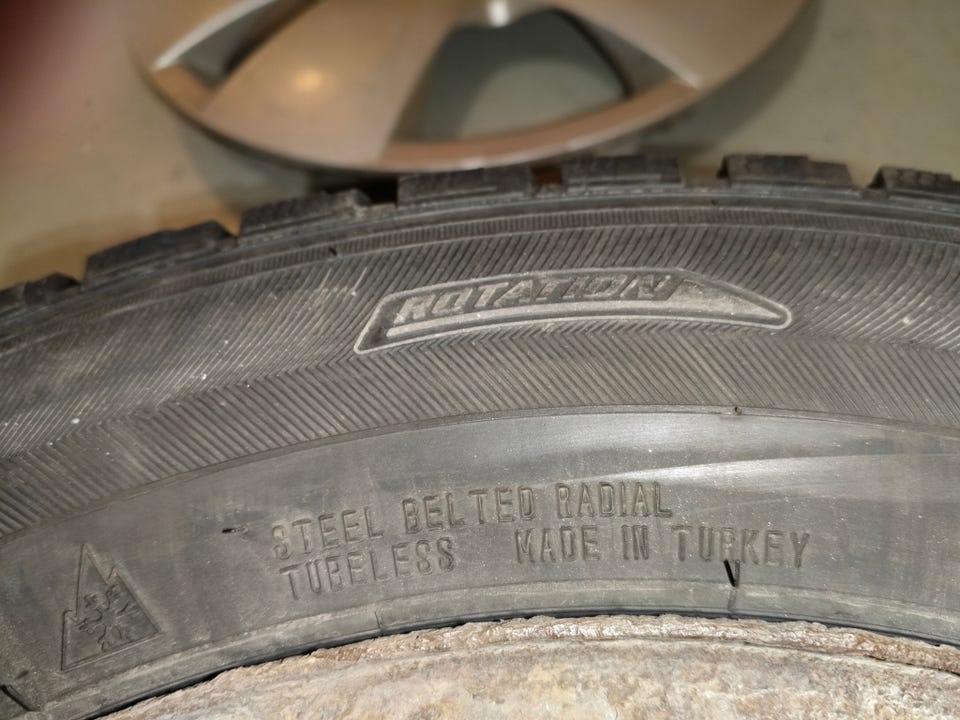 ROTATION
STEEL BELTED RADIAL
TUBELESS MADE IN TURKEY